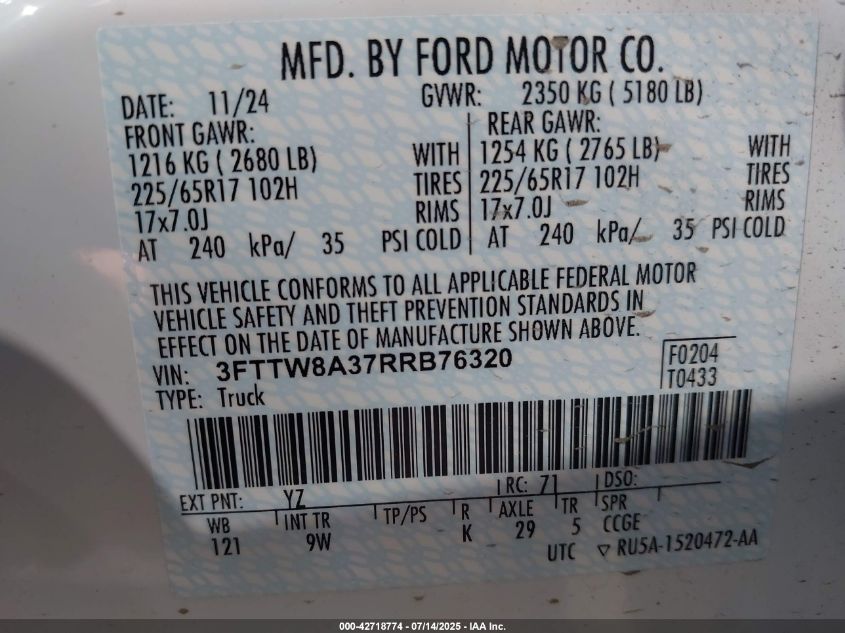 MFD. BY FORD MOTOR CO.
DATE: 11/24 GVWR: 2350 KG ( 5180 LB)
FRONT GAWR: REAR GAWR:
1216 KG ( 2680 LB) WITH 1254 KG ( 2765 LB) WITH
225/65R17 102H TIRES 225/65R17 102H TIRES
17x7.0J RIMS 17x7.0J RIMS
AT 240 kPa/ 35 PSI COLD AT 240 kPa/ 35 PSI COLD
THIS VEHICLE CONFORMS TO ALL APPLICABLE FEDERAL MOTOR
VEHICLE SAFETY AND THEFT PREVENTION STANDARDS IN
EFFECT ON THE DATE OF MANUFACTURE SHOWN ABOVE.
VIN: 3FTTW8A37RRB76320 F0204
TYPE: Truck T0433
EXT PNT: YZ RC: 71 DSO:
WB INT TR TP/PS R AXLE TR SPR
121 9W K 29 5 CCGE
UTC ▽ RU5A-1520472-AA
000-42718774 - 07/14/2025 - IAA Inc.